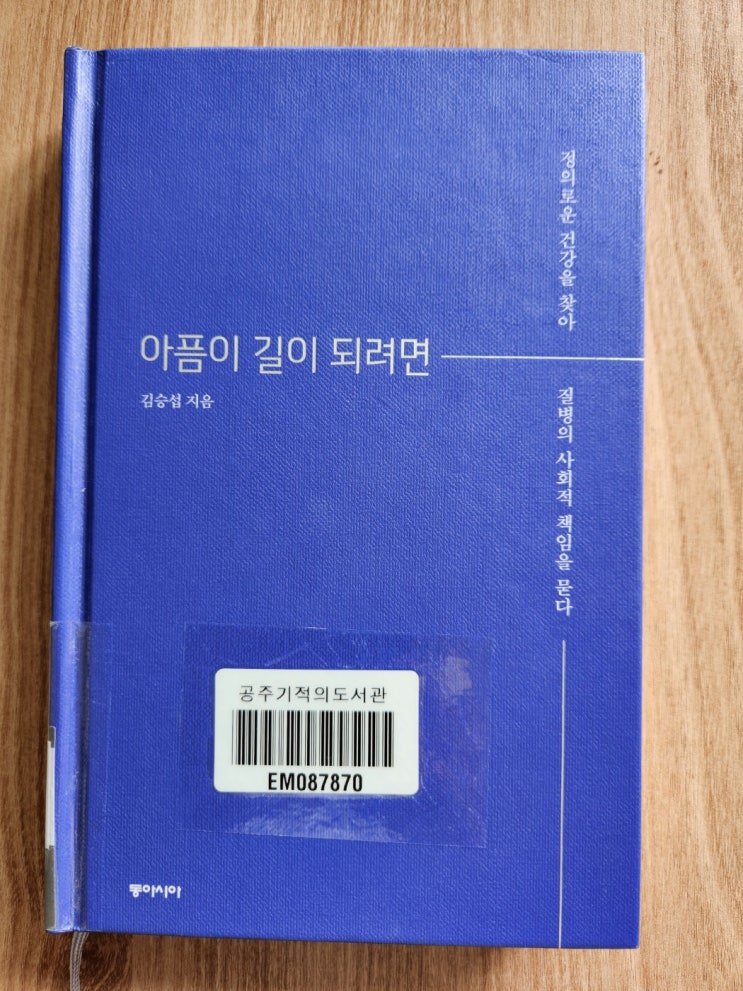 정의로운 건강을 찾아
질병의 사회적 책임을 묻다
아픔이 길이 되려면
김승섭 지음
공주기적의도서관
EM087870
동아시아